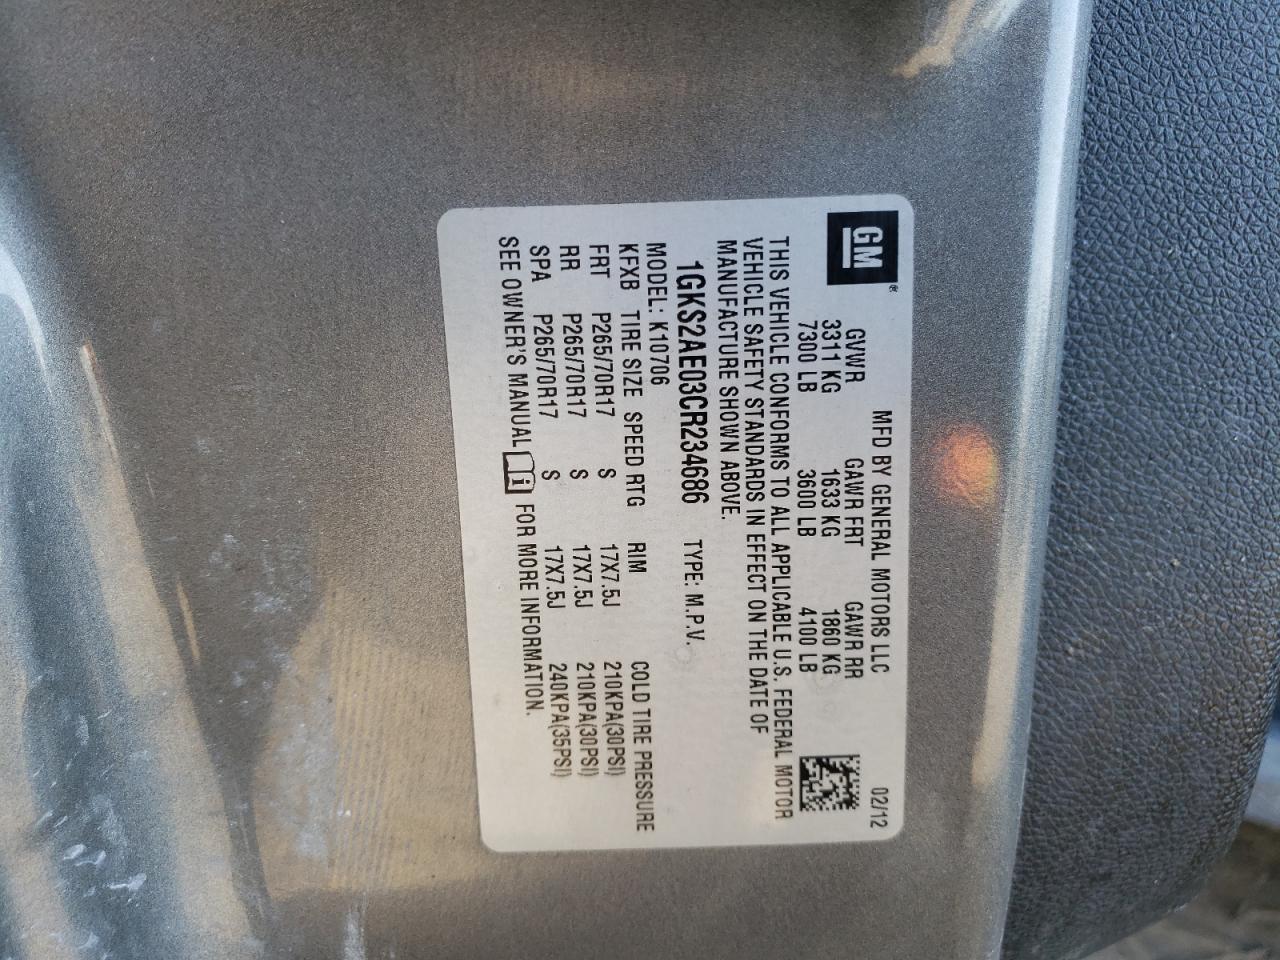 GM®
MFD BY GENERAL MOTORS LLC 02/12
GVWR GAWR FRT GAWR RR
3311 KG 1633 KG 1860 KG
7300 LB 3600 LB 4100 LB
THIS VEHICLE CONFORMS TO ALL APPLICABLE U.S. FEDERAL MOTOR
VEHICLE SAFETY STANDARDS IN EFFECT ON THE DATE OF
MANUFACTURE SHOWN ABOVE.
1GKS2AE03CR234686 TYPE: M.P.V.
MODEL: K10706
KFXB TIRE SIZE SPEED RTG RIM COLD TIRE PRESSURE
FRT P265/70R17 S 17X7.5J 210KPA(30PSI)
RR P265/70R17 S 17X7.5J 210KPA(30PSI)
SPA P265/70R17 S 17X7.5J 240KPA(35PSI)
SEE OWNER'S MANUAL i FOR MORE INFORMATION.